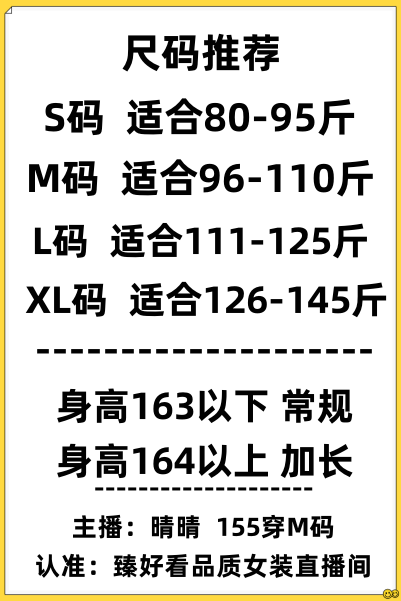 尺码推荐
S码 适合80-95斤
M码 适合96-110斤
L码 适合111-125斤
XL码 适合126-145斤
身高163以下 常规
身高164以上 加长
主播：晴晴 155穿M码
认准：臻好看品质女装直播间